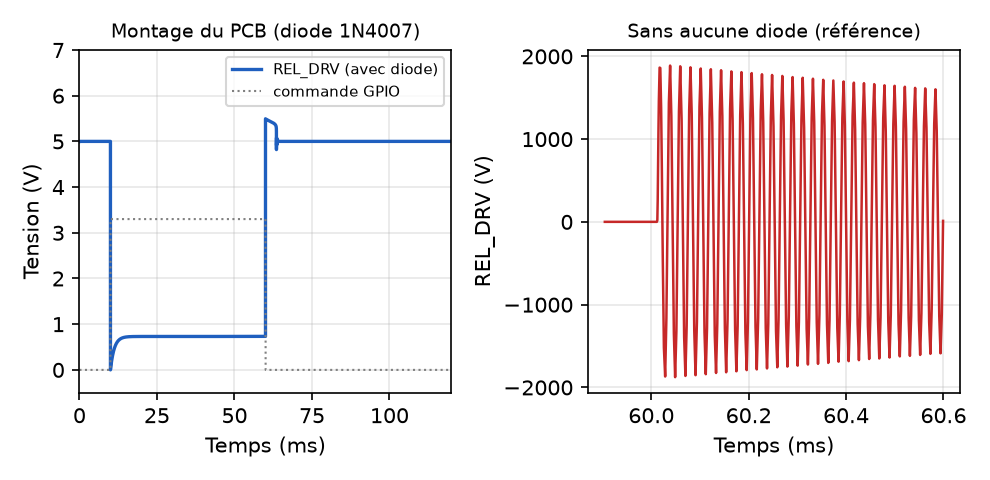 Montage du PCB (diode 1N4007)
Tension (V)
7
6
5
4
3
2
1
0
REL_DRV (avec diode)
commande GPIO
0
25
50
75
100
Temps (ms)
Sans aucune diode (référence)
REL_DRV (V)
2000
1000
0
−1000
−2000
60.0
60.2
60.4
60.6
Temps (ms)